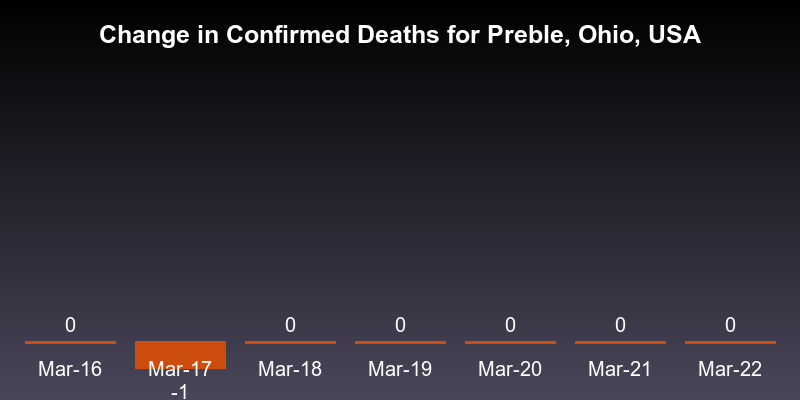 Change in Confirmed Deaths for Preble, Ohio, USA
0 0 0 0 0 0
Mar-16 Mar-17 Mar-18 Mar-19 Mar-20 Mar-21 Mar-22
-1